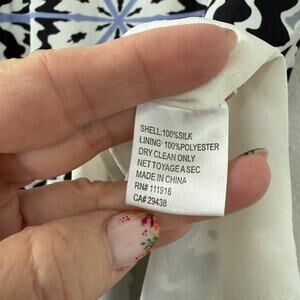 SHELL:100%SILK
LINING: 100%POLYESTER
DRY CLEAN ONLY
NETTOYAGE A SEC
MADE IN CHINA
RN# 111916
CA# 29438